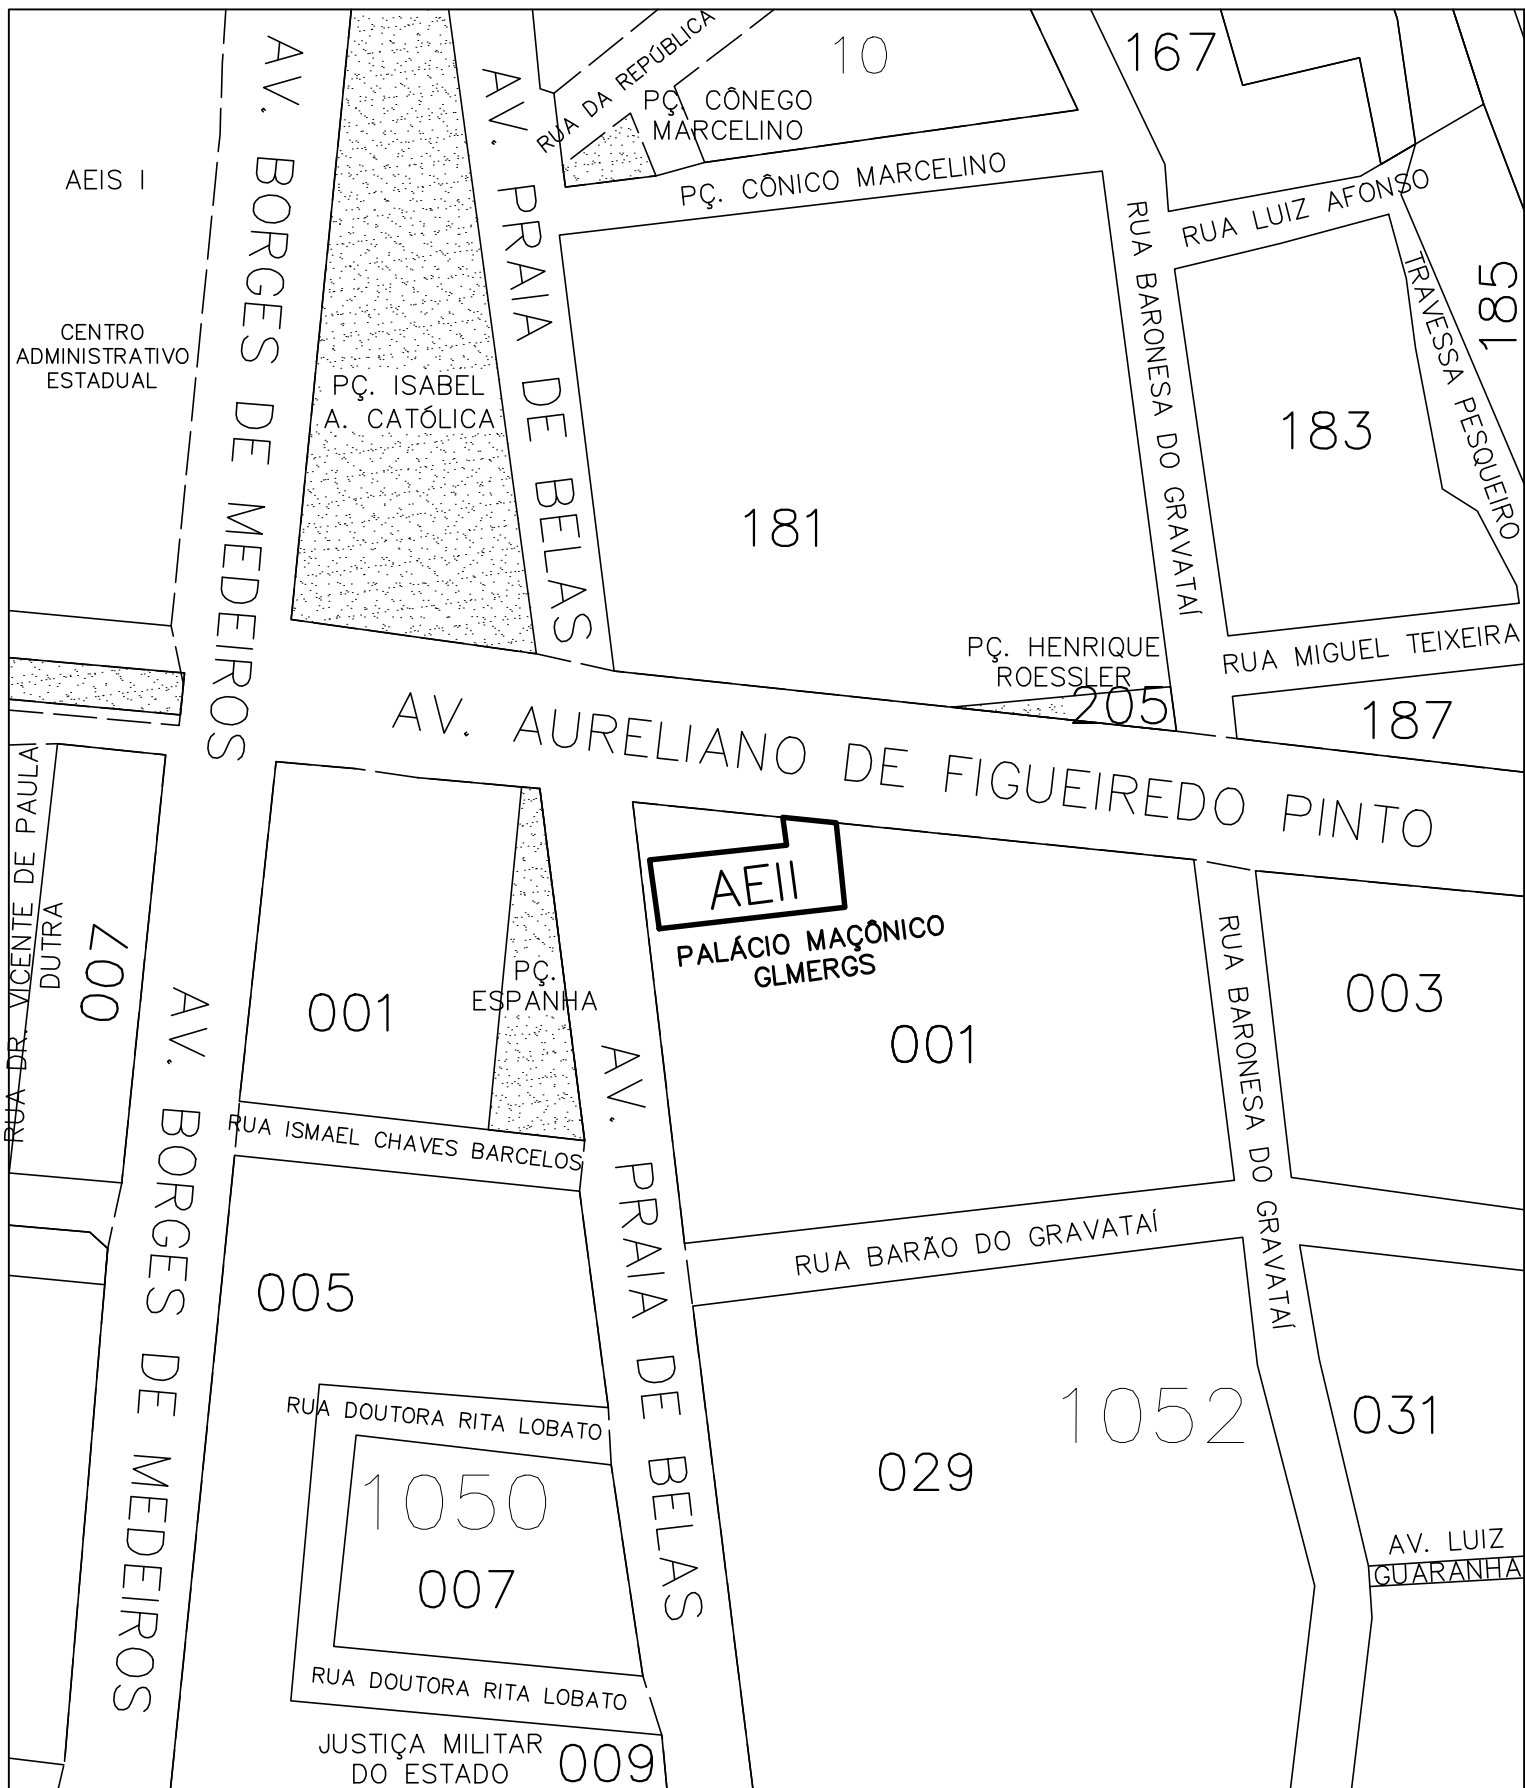 AV. BORGES DE MEDEIROS
AV. PRAIA DE BELAS
RUA DA REPÚBLICA
10
167
PÇ. CÔNEGO
MARCELINO
AEIS I
PÇ. CÔNICO MARCELINO
RUA LUIZ AFONSO
RUA BARONESA DO GRAVATAÍ
TRAVESSA PESQUEIRO
185
CENTRO
ADMINISTRATIVO
ESTADUAL
PÇ. ISABEL
A. CATÓLICA
183
181
PÇ. HENRIQUE
ROESSLER
205
RUA MIGUEL TEIXEIRA
187
AV. AURELIANO DE FIGUEIREDO PINTO
RUA DR. VICENTE DE PAULA
DUTRA
007
AEII
PALÁCIO MAÇÔNICO
GLMERGS
PÇ.
ESPANHA
001
001
003
RUA BARONESA DO GRAVATAÍ
AV. BORGES DE MEDEIROS
AV. PRAIA DE BELAS
RUA ISMAEL CHAVES BARCELOS
RUA BARÃO DO GRAVATAÍ
005
RUA DOUTORA RITA LOBATO
1052
031
029
1050
007
AV. LUIZ
GUARANHA
RUA DOUTORA RITA LOBATO
JUSTIÇA MILITAR
DO ESTADO
009